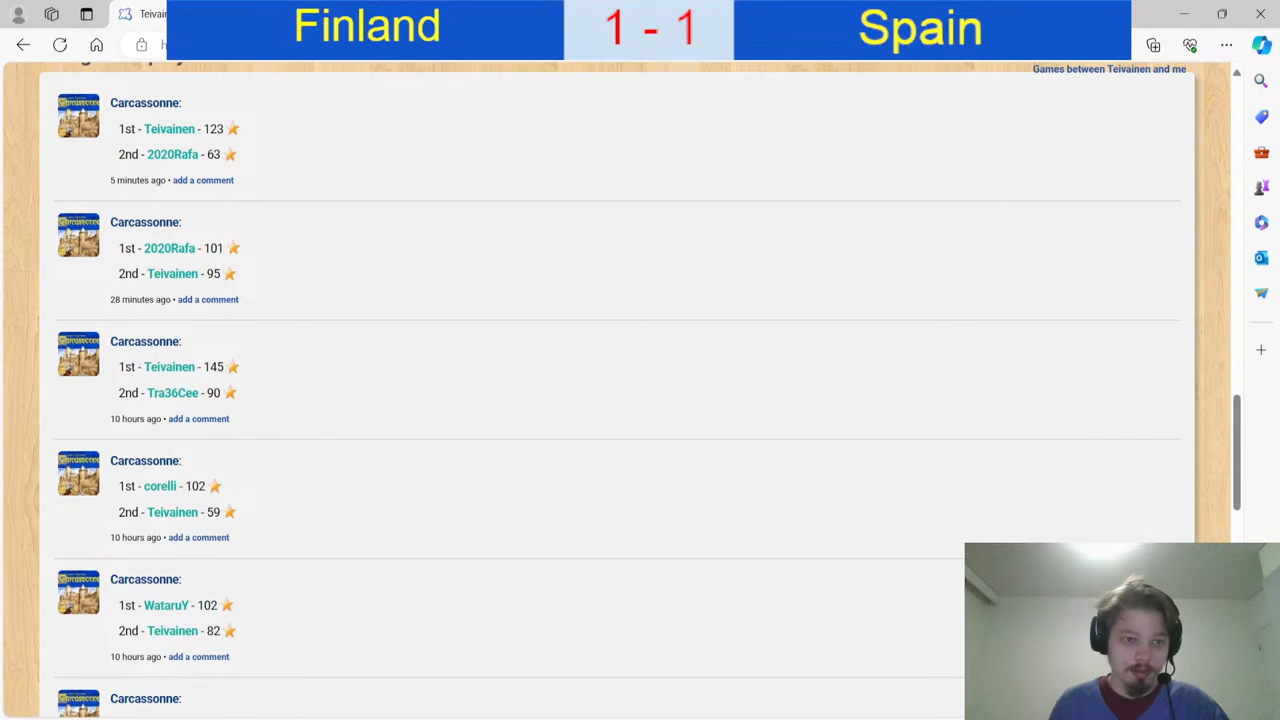 Finland 1 - 1 Spain
Teivain
Games between Teivainen and me
Carcassonne:
1st - Teivainen - 123
2nd - 2020Rafa - 63
5 minutes ago • add a comment
Carcassonne:
1st - 2020Rafa - 101
2nd - Teivainen - 95
28 minutes ago • add a comment
Carcassonne:
1st - Teivainen - 145
2nd - Tra36Cee - 90
10 hours ago • add a comment
Carcassonne:
1st - corelli - 102
2nd - Teivainen - 59
10 hours ago • add a comment
Carcassonne:
1st - WataruY - 102
2nd - Teivainen - 82
10 hours ago • add a comment
Carcassonne: